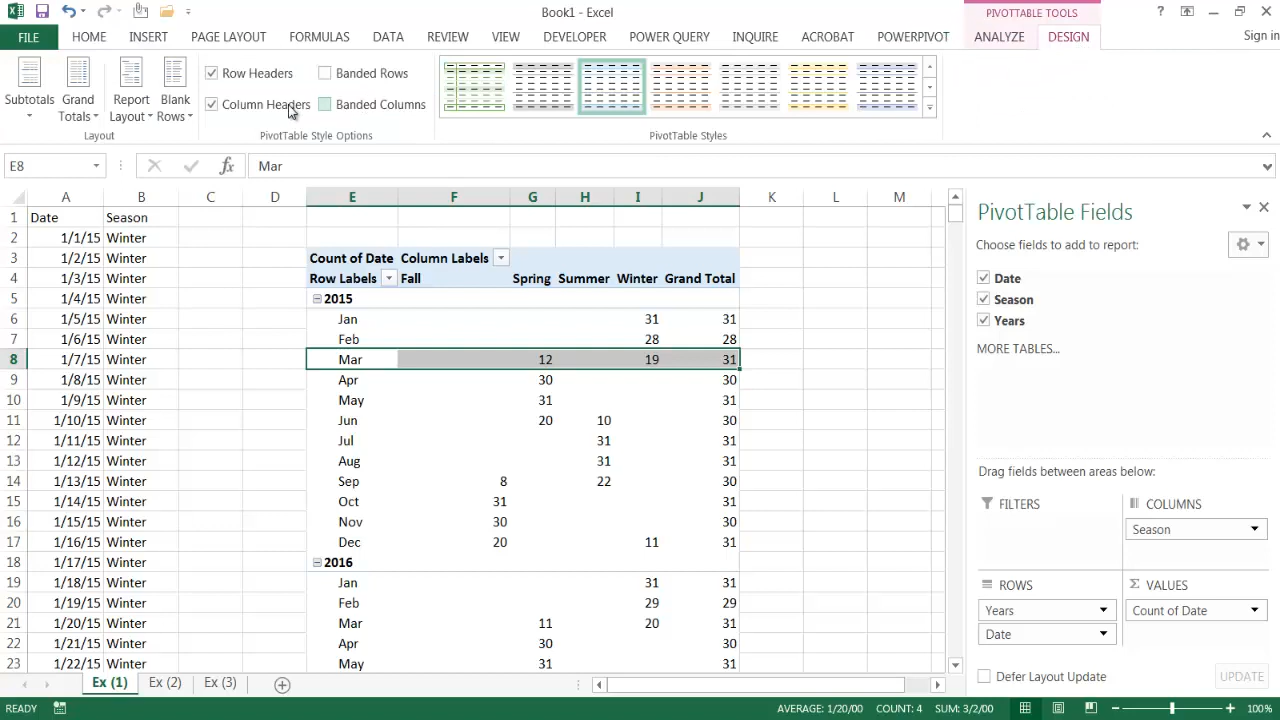 Book1 - Excel
PIVOTTABLE TOOLS
?
FILE HOME INSERT PAGE LAYOUT FORMULAS DATA REVIEW VIEW DEVELOPER POWER QUERY INQUIRE ACROBAT POWERPIVOT ANALYZE DESIGN Sign in
Subtotals Grand Totals Report Layout Blank Rows
Row Headers Banded Rows
Column Headers Banded Columns
Layout PivotTable Style Options PivotTable Styles
E8 fx Mar
A B C D E F G H I J K L M
1 Date Season
2 1/1/15 Winter
3 1/2/15 Winter Count of Date Column Labels
4 1/3/15 Winter Row Labels Fall Spring Summer Winter Grand Total
5 1/4/15 Winter 2015
6 1/5/15 Winter Jan 31 31
7 1/6/15 Winter Feb 28 28
8 1/7/15 Winter Mar 12 19 31
9 1/8/15 Winter Apr 30 30
10 1/9/15 Winter May 31 31
11 1/10/15 Winter Jun 20 10 30
12 1/11/15 Winter Jul 31 31
13 1/12/15 Winter Aug 31 31
14 1/13/15 Winter Sep 8 22 30
15 1/14/15 Winter Oct 31 31
16 1/15/15 Winter Nov 30 30
17 1/16/15 Winter Dec 20 11 31
18 1/17/15 Winter 2016
19 1/18/15 Winter Jan 31 31
20 1/19/15 Winter Feb 29 29
21 1/20/15 Winter Mar 11 20 31
22 1/21/15 Winter Apr 30 30
23 1/22/15 Winter May 31 31
PivotTable Fields
Choose fields to add to report:
Date
Season
Years
MORE TABLES...
Drag fields between areas below:
FILTERS COLUMNS
Season
ROWS Σ VALUES
Years Count of Date
Date
Defer Layout Update UPDATE
Ex (1) Ex (2) Ex (3)
READY AVERAGE: 1/20/00 COUNT: 4 SUM: 3/2/00 100%